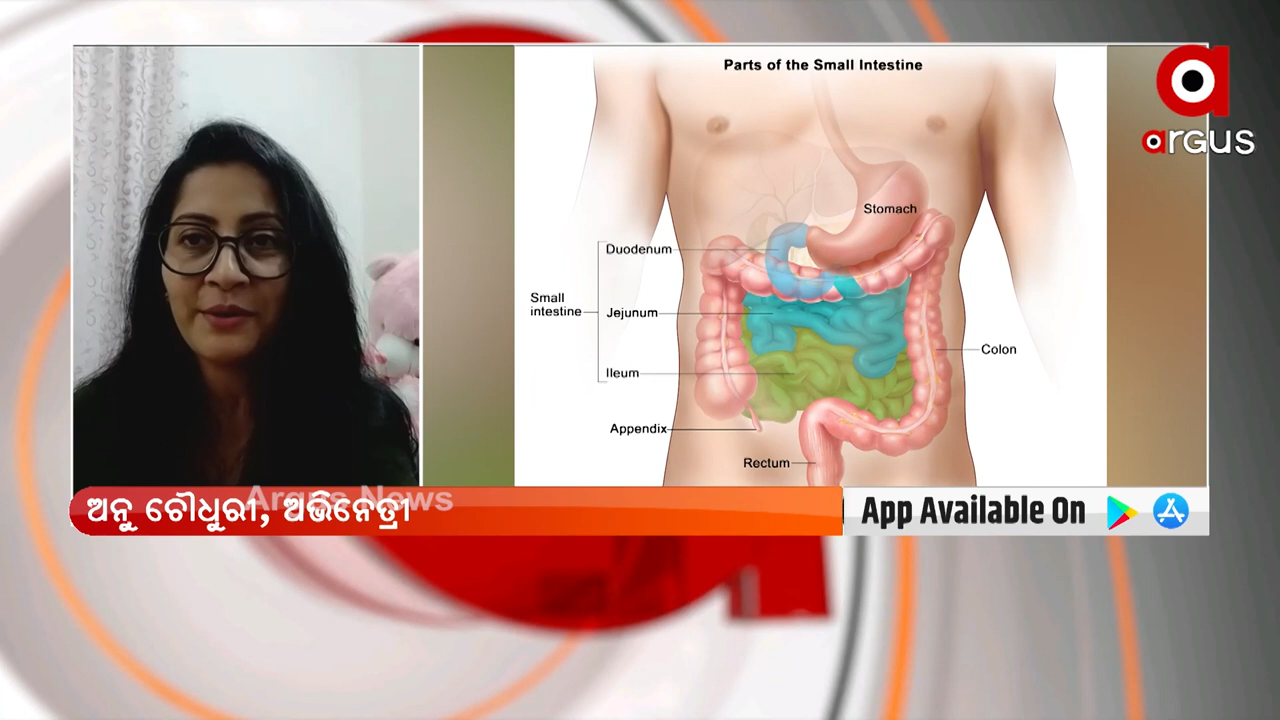 Parts of the Small Intestine
argus
Stomach
Duodenum
Small
intestine
Jejunum
Ileum
Colon
Appendix
Rectum
Argus News
ଅନୁ ଚୌଧୁରୀ, ଅଭିନେତ୍ରୀ
App Available On